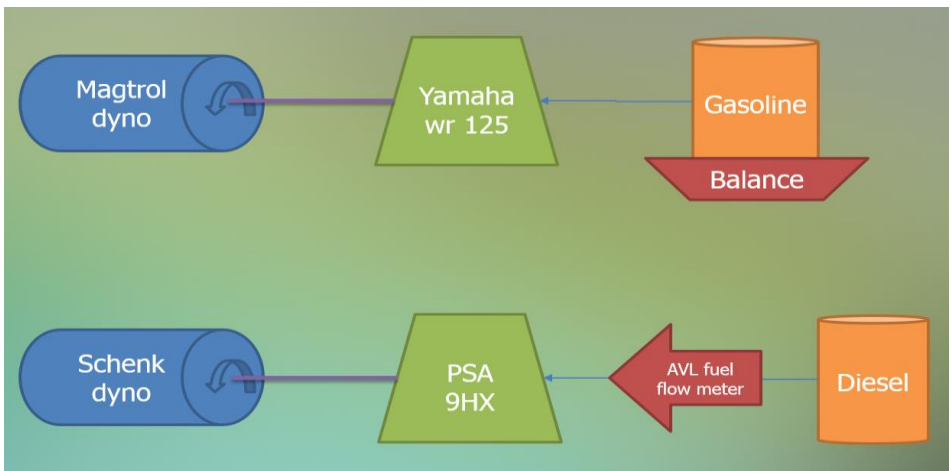 Magtrol
dyno
Yamaha
wr 125
Gasoline
Balance
Schenk
dyno
PSA
9HX
AVL fuel
flow meter
Diesel